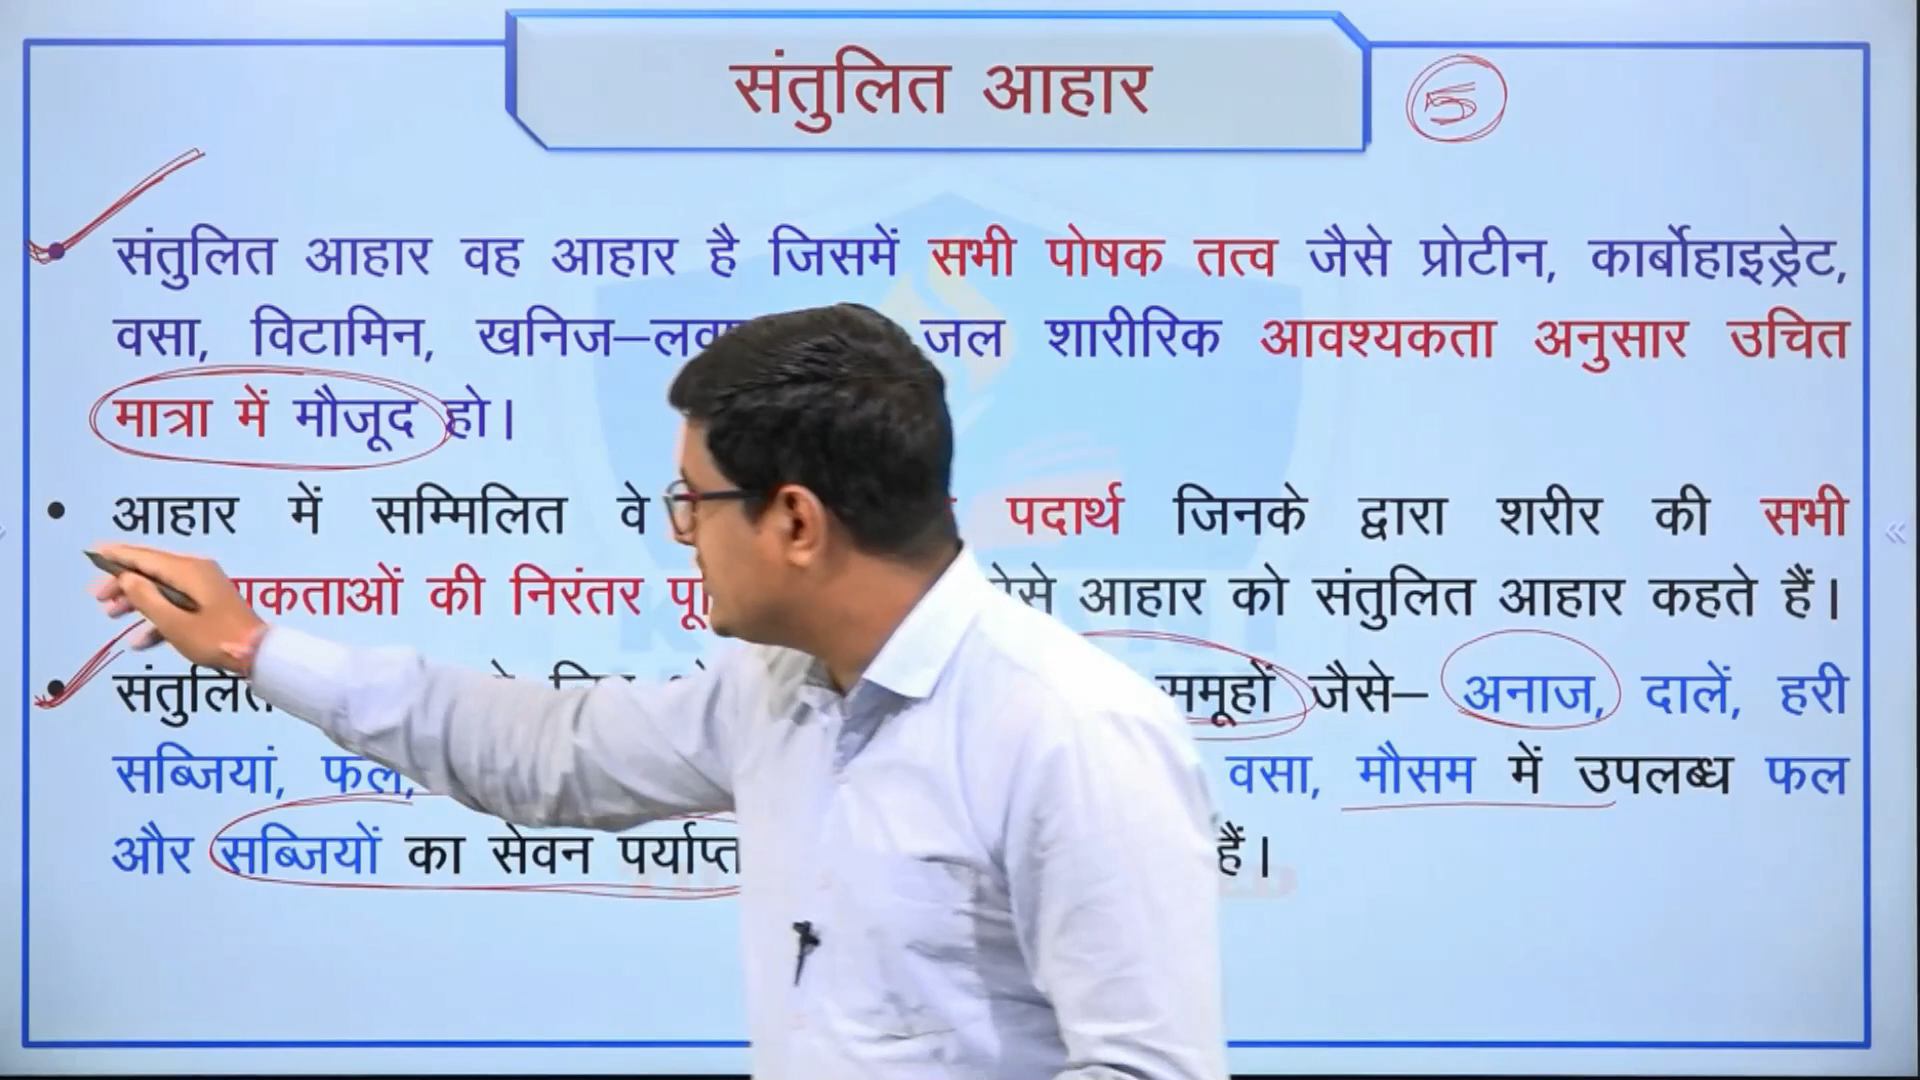 संतुलित आहार
5
संतुलित आहार वह आहार है जिसमें सभी पोषक तत्व जैसे प्रोटीन, कार्बोहाइड्रेट,
वसा, विटामिन, खनिज–लव जल शारीरिक आवश्यकता अनुसार उचित
मात्रा में मौजूद हो।
आहार में सम्मिलित वे पदार्थ जिनके द्वारा शरीर की सभी
की निरंतर आहार को संतुलित आहार कहते हैं।
समूहों जैसे– अनाज, दालें, हरी
सब्जियां, फल, वसा, मौसम में उपलब्ध फल
और सब्जियों का सेवन पर्याप्त हैं।